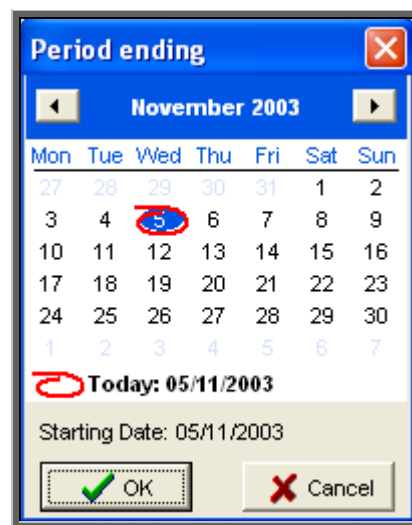 Period ending
November 2003
Mon Tue Wed Thu Fri Sat Sun
27 28 29 30 31 1 2
3 4 5 6 7 8 9
10 11 12 13 14 15 16
17 18 19 20 21 22 23
24 25 26 27 28 29 30
1 2 3 4 5 6 7
Today: 05/11/2003
Starting Date: 05/11/2003
OK Cancel